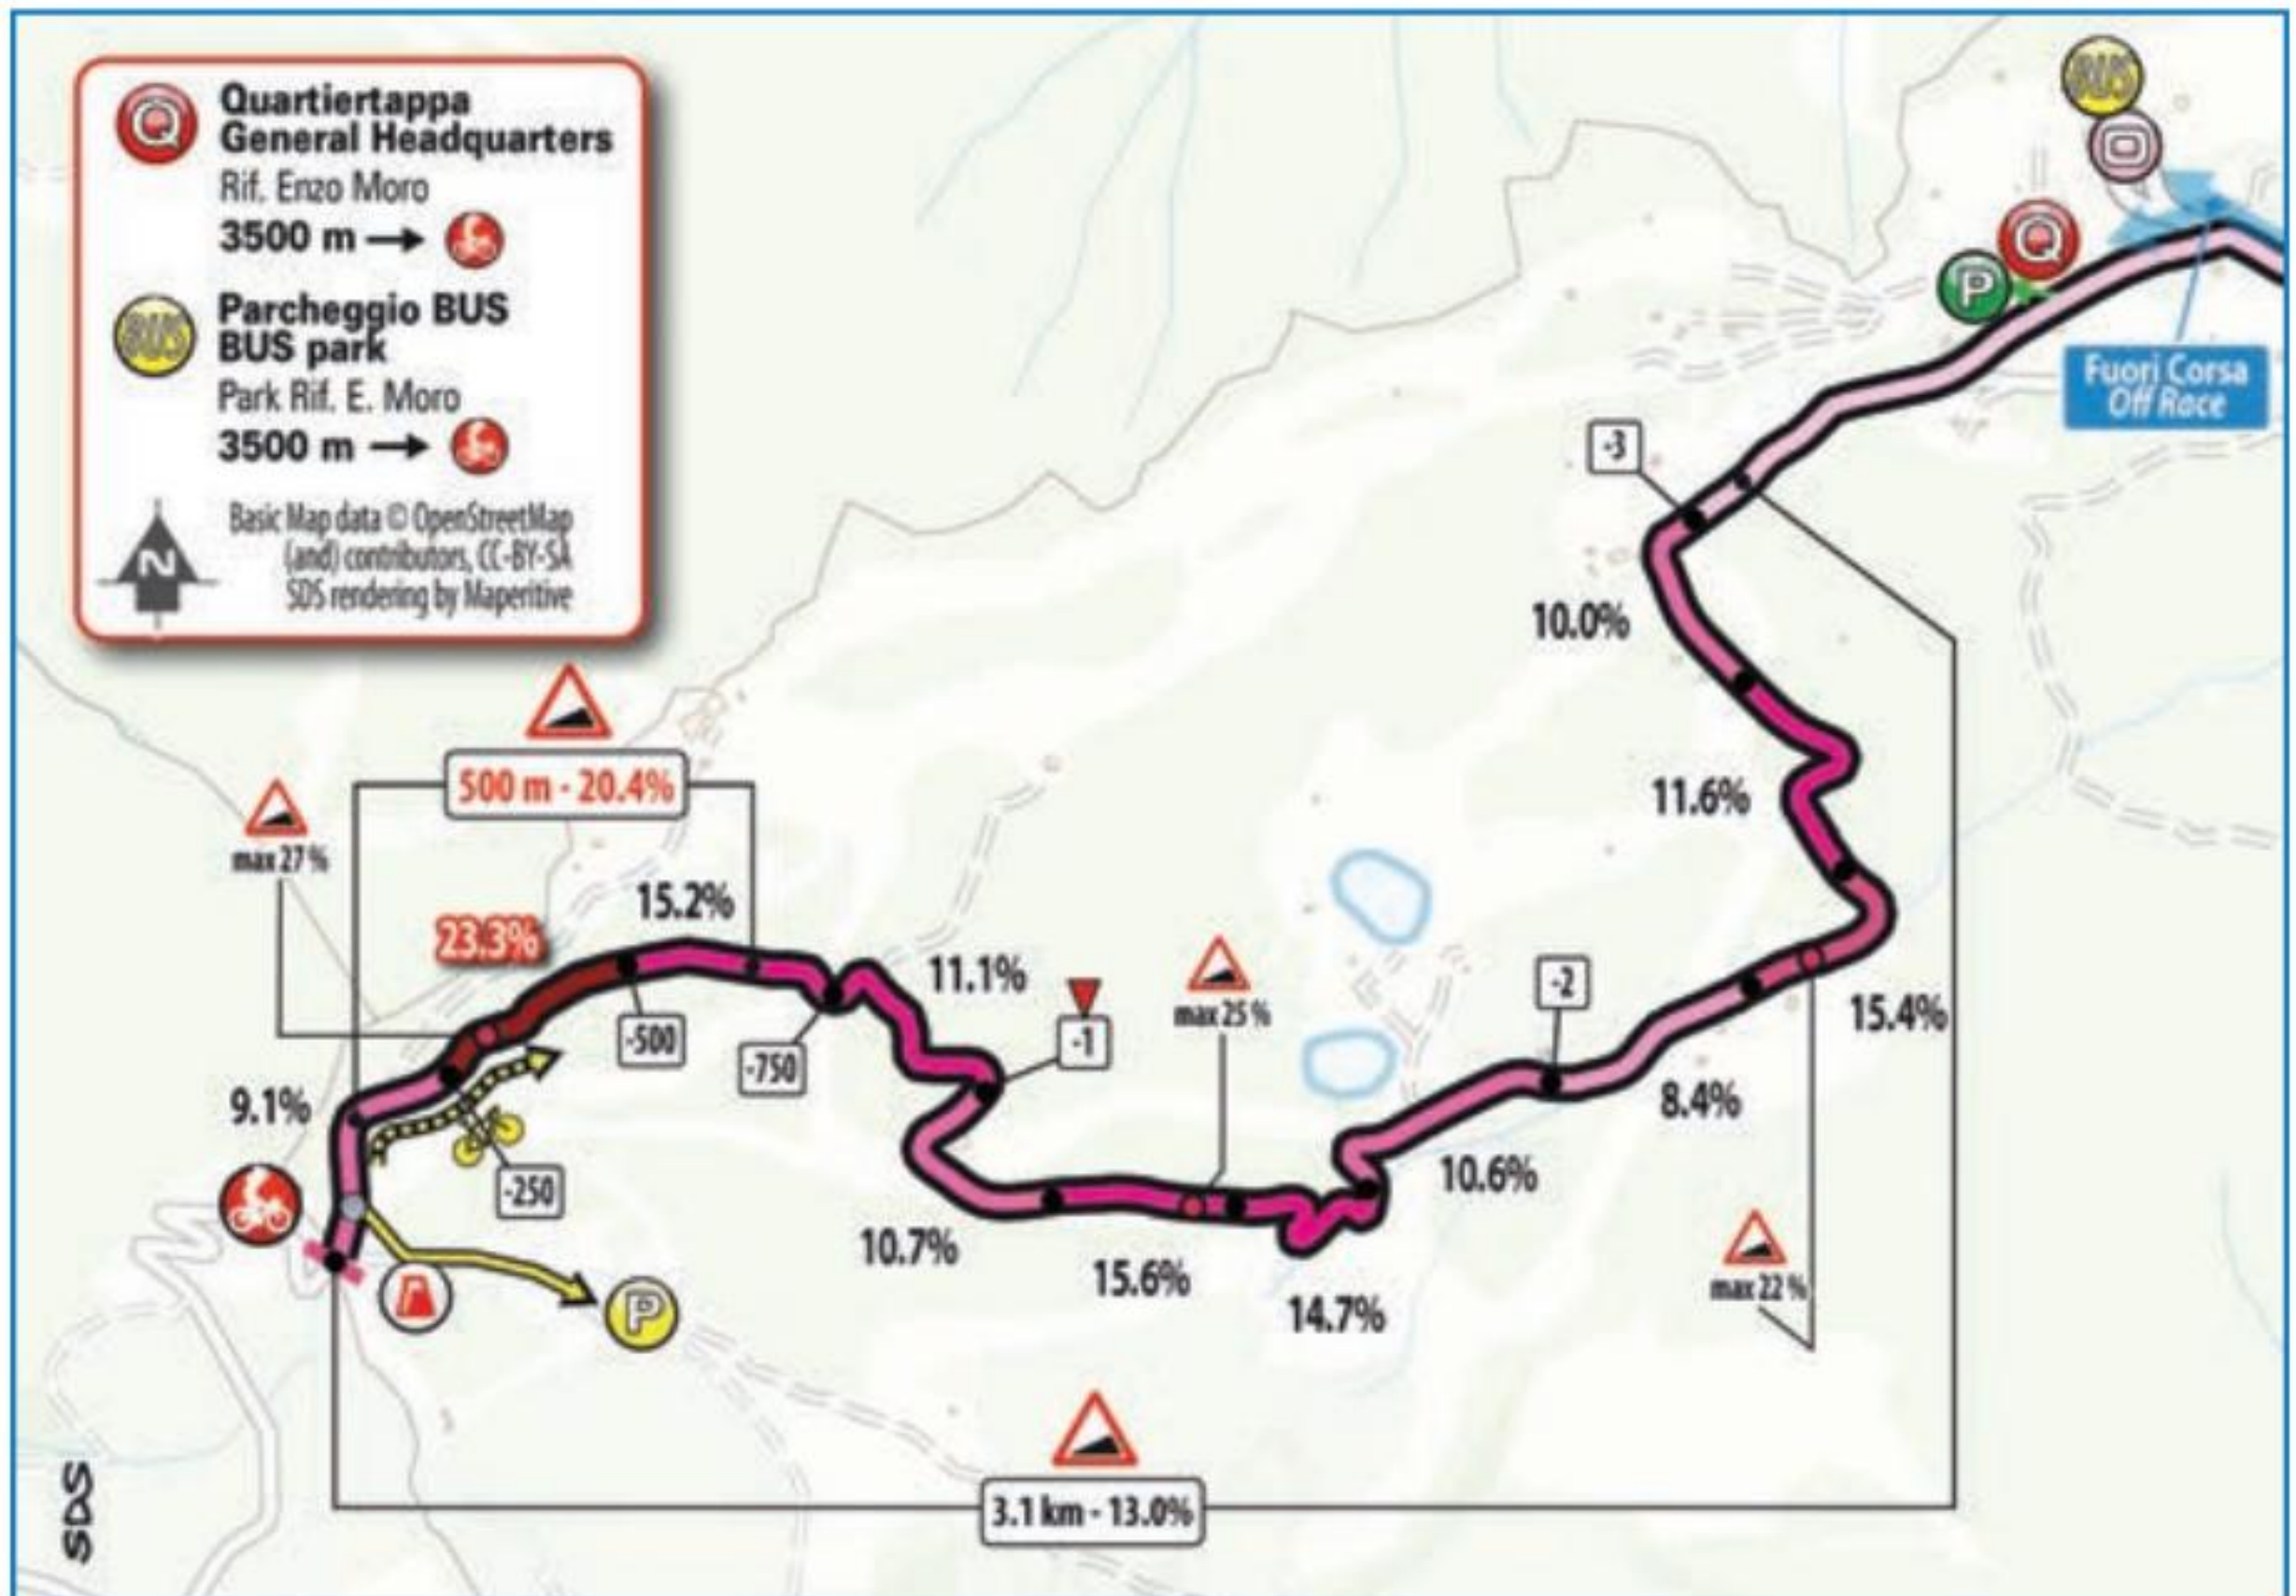 Q
Quartiertappa
General Headquarters
Rif. Enzo Moro
3500 m
BUS
Parcheggio BUS
BUS park
Park Rif. E. Moro
3500 m
N
Basic Map data © OpenStreetMap
(and) contributors, CC-BY-SA
SDS rendering by Maperitive
BUS
Q
P
Fuori Corsa
Off Race
-3
10.0%
11.6%
500 m - 20.4%
max 27 %
23.3%
15.2%
11.1%
-1
max 25 %
-2
15.4%
-500
-750
9.1%
8.4%
10.6%
-250
10.7%
15.6%
14.7%
max 22 %
P
3.1 km - 13.0%
SDS